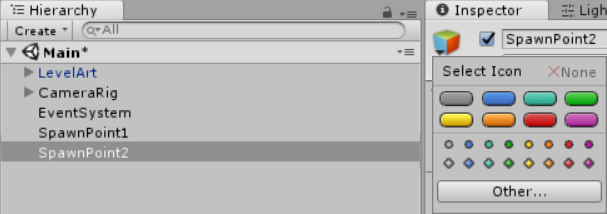 Hierarchy
Create
All
Main*
LevelArt
CameraRig
EventSystem
SpawnPoint1
SpawnPoint2
Inspector
Ligh
SpawnPoint2
Select Icon
None
Other...